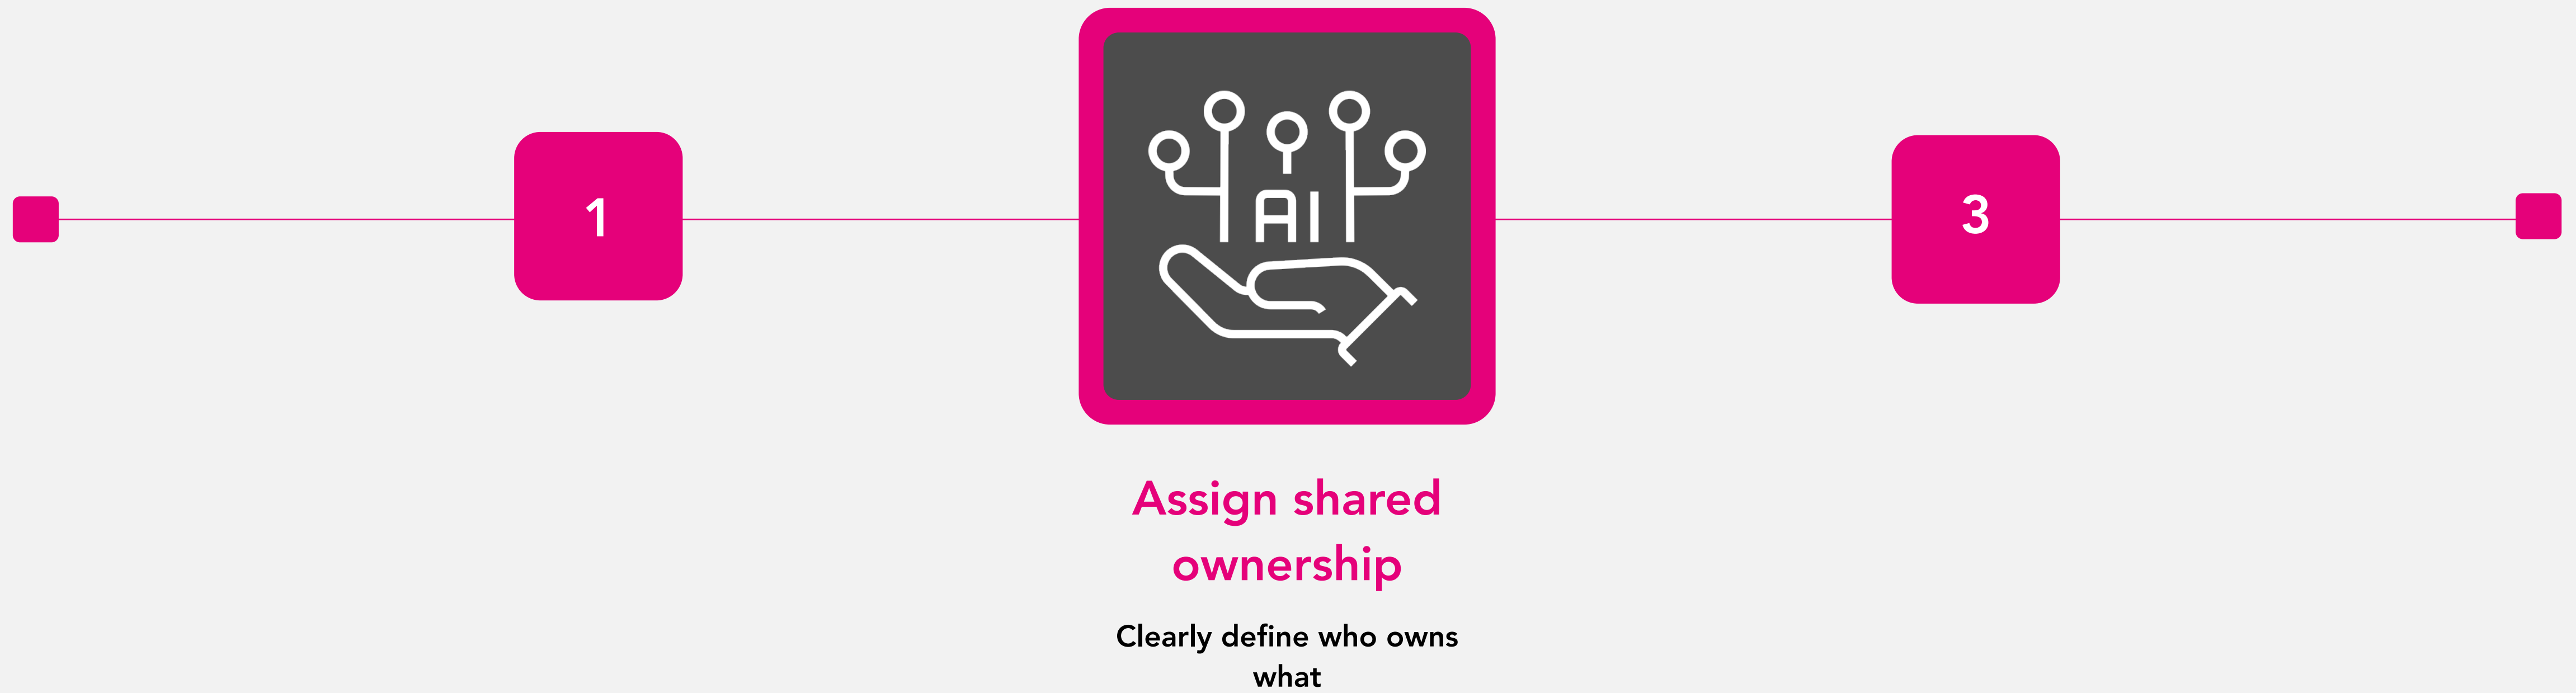 1
AI
3
Assign shared
ownership
Clearly define who owns
what